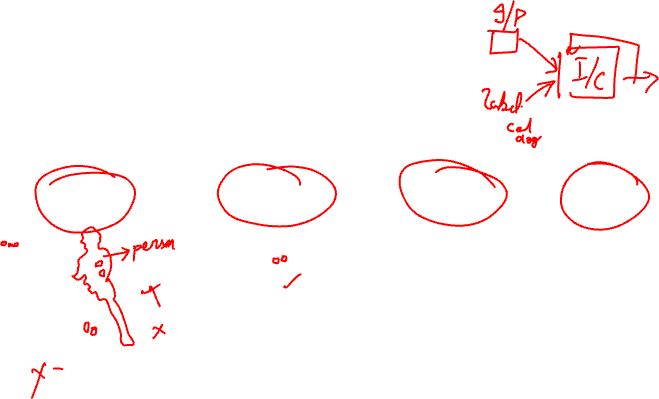 g/p
I/C
Label
cat
dog
person
x